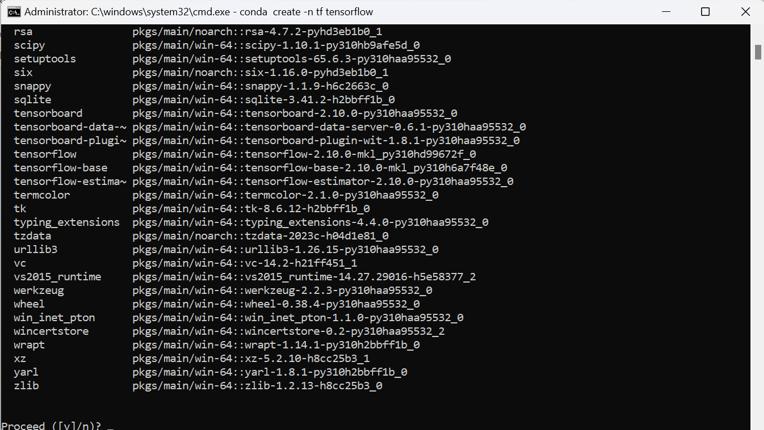 Administrator: C:\windows\system32\cmd.exe - conda  create -n tf tensorflow
rsa                pkgs/main/noarch::rsa-4.7.2-pyhd3eb1b0_1
scipy              pkgs/main/win-64::scipy-1.10.1-py310hb9afe5d_0
setuptools         pkgs/main/win-64::setuptools-65.6.3-py310haa95532_0
six                pkgs/main/noarch::six-1.16.0-pyhd3eb1b0_1
snappy             pkgs/main/win-64::snappy-1.1.9-h6c2663c_0
sqlite             pkgs/main/win-64::sqlite-3.41.2-h2bbff1b_0
tensorboard        pkgs/main/win-64::tensorboard-2.10.0-py310haa95532_0
tensorboard-data-~ pkgs/main/win-64::tensorboard-data-server-0.6.1-py310haa95532_0
tensorboard-plugi~ pkgs/main/win-64::tensorboard-plugin-wit-1.8.1-py310haa95532_0
tensorflow         pkgs/main/win-64::tensorflow-2.10.0-mkl_py310hd99672f_0
tensorflow-base    pkgs/main/win-64::tensorflow-base-2.10.0-mkl_py310h6a7f48e_0
tensorflow-estima~ pkgs/main/win-64::tensorflow-estimator-2.10.0-py310haa95532_0
termcolor          pkgs/main/win-64::termcolor-2.1.0-py310haa95532_0
tk                 pkgs/main/win-64::tk-8.6.12-h2bbff1b_0
typing_extensions  pkgs/main/win-64::typing_extensions-4.4.0-py310haa95532_0
tzdata             pkgs/main/noarch::tzdata-2023c-h04d1e81_0
urllib3            pkgs/main/win-64::urllib3-1.26.15-py310haa95532_0
vc                 pkgs/main/win-64::vc-14.2-h21ff451_1
vs2015_runtime     pkgs/main/win-64::vs2015_runtime-14.27.29016-h5e58377_2
werkzeug           pkgs/main/win-64::werkzeug-2.2.3-py310haa95532_0
wheel              pkgs/main/win-64::wheel-0.38.4-py310haa95532_0
win_inet_pton      pkgs/main/win-64::win_inet_pton-1.1.0-py310haa95532_0
wincertstore       pkgs/main/win-64::wincertstore-0.2-py310haa95532_2
wrapt              pkgs/main/win-64::wrapt-1.14.1-py310h2bbff1b_0
xz                 pkgs/main/win-64::xz-5.2.10-h8cc25b3_1
yarl               pkgs/main/win-64::yarl-1.8.1-py310h2bbff1b_0
zlib               pkgs/main/win-64::zlib-1.2.13-h8cc25b3_0
Proceed ([y]/n)? _